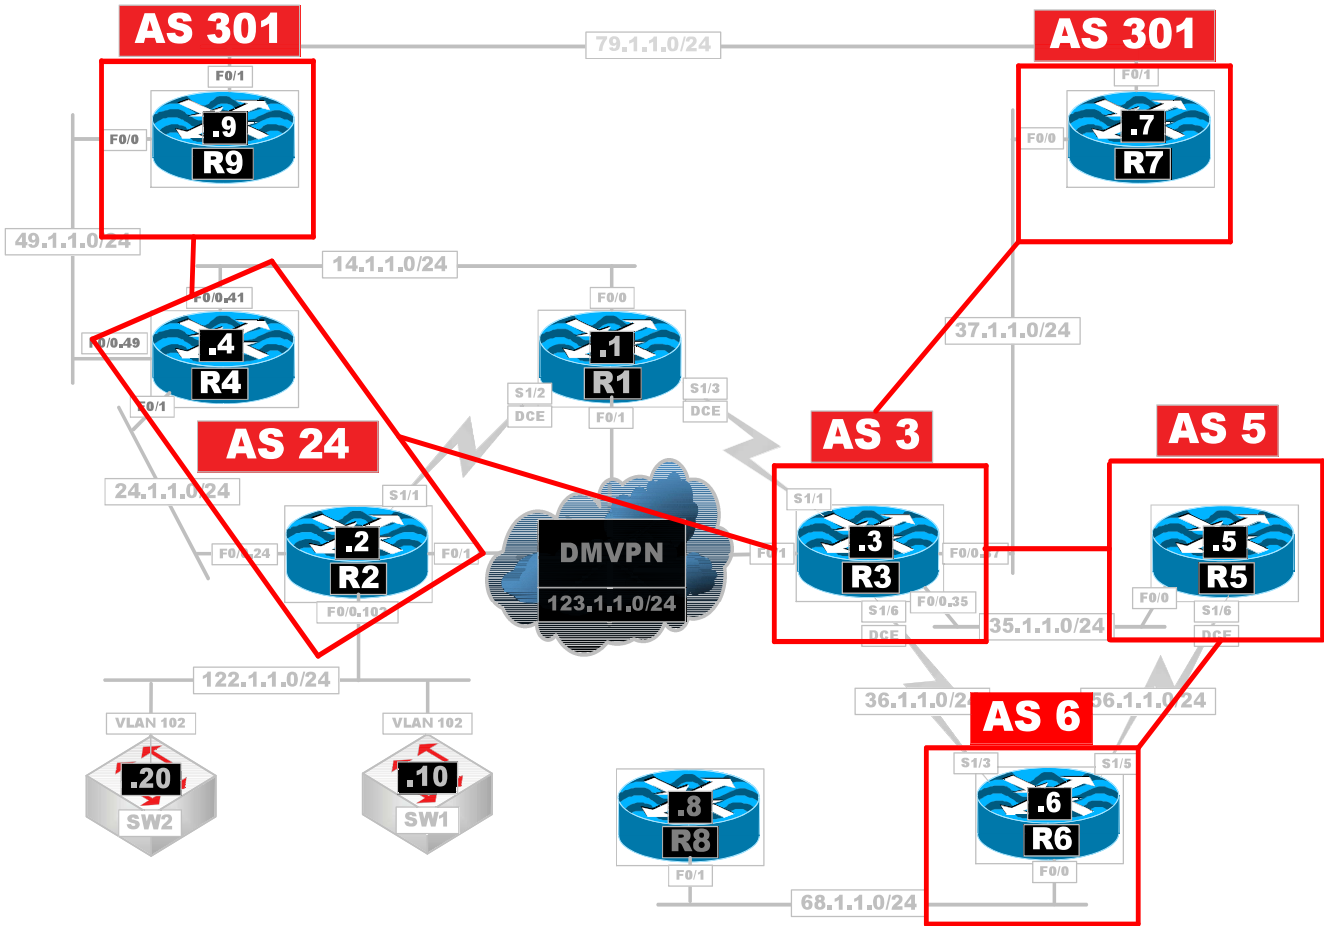 AS 301
AS 301
79.1.1.0/24
F0/1
F0/1
.9
R9
F0/0
.7
R7
F0/0
49.1.1.0/24
14.1.1.0/24
F0/0.41
F0/0
37.1.1.0/24
F0/0.49
.4
R4
.1
R1
S1/2
DCE
S1/3
DCE
F0/1
F0/1
AS 24
AS 3
AS 5
24.1.1.0/24
S1/1
S1/1
F0/0.24
.2
R2
F0/1
DMVPN
123.1.1.0/24
F0/1
.3
R3
F0/0.37
.5
R5
F0/0
F0/0.102
S1/6
DCE
F0/0.35
35.1.1.0/24
S1/6
DCE
122.1.1.0/24
36.1.1.0/24
56.1.1.0/24
AS 6
VLAN 102
VLAN 102
.20
SW2
.10
SW1
S1/3
S1/5
.8
R8
.6
R6
F0/1
F0/0
68.1.1.0/24